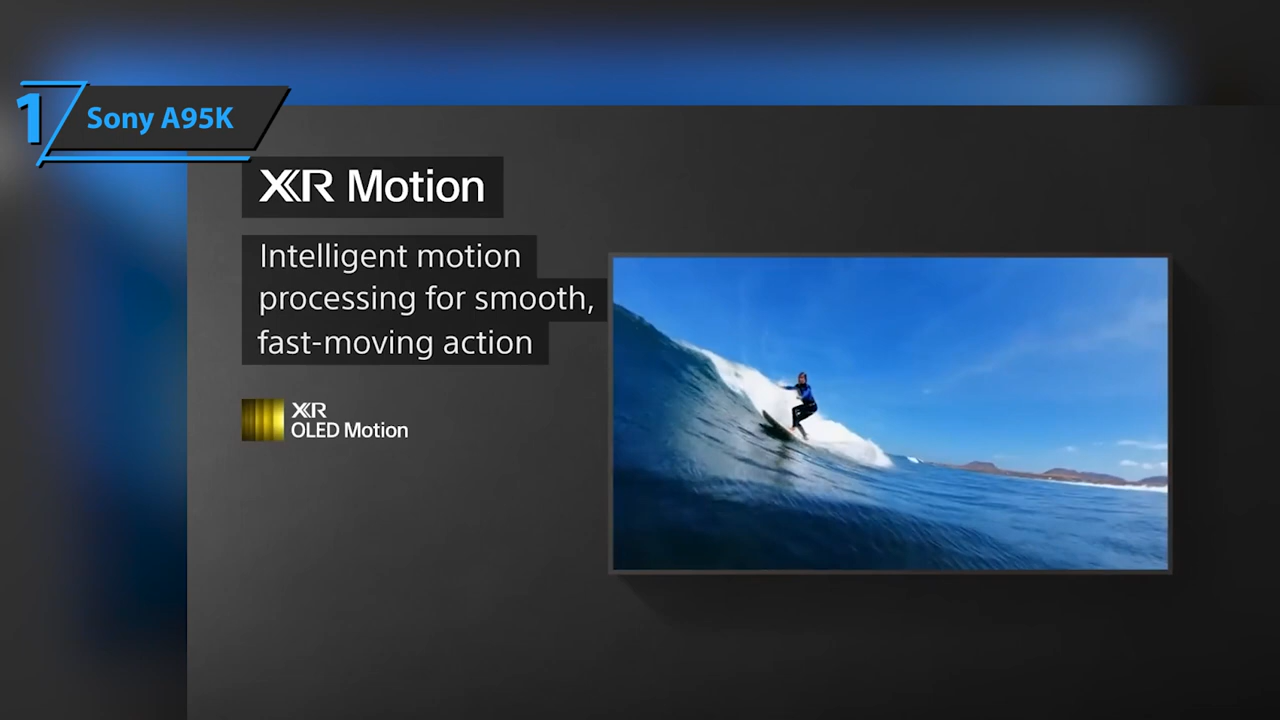 1
Sony A95K
XR Motion
Intelligent motion
processing for smooth,
fast-moving action
XR
OLED Motion